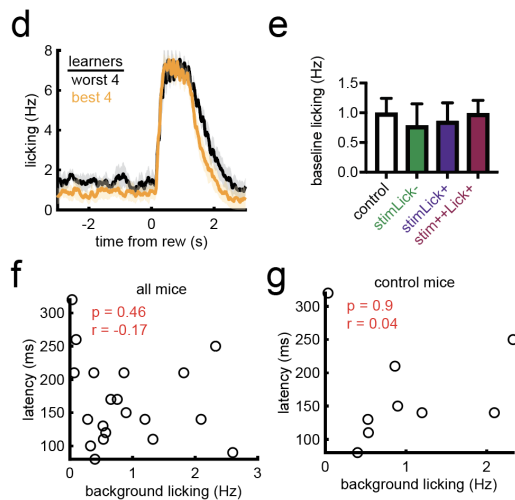 d
learners
worst 4
best 4
8
6
4
2
0
licking (Hz)
-2 0 2
time from rew (s)
e
baseline licking (Hz)
1.5
1.0
0.5
0.0
control
stimLick-
stimLick+
stim++Lick+
f
all mice
p = 0.46
r = -0.17
300
250
200
150
100
latency (ms)
0 1 2 3
background licking (Hz)
g
control mice
p = 0.9
r = 0.04
300
250
200
150
100
latency (ms)
0 1 2
background licking (Hz)